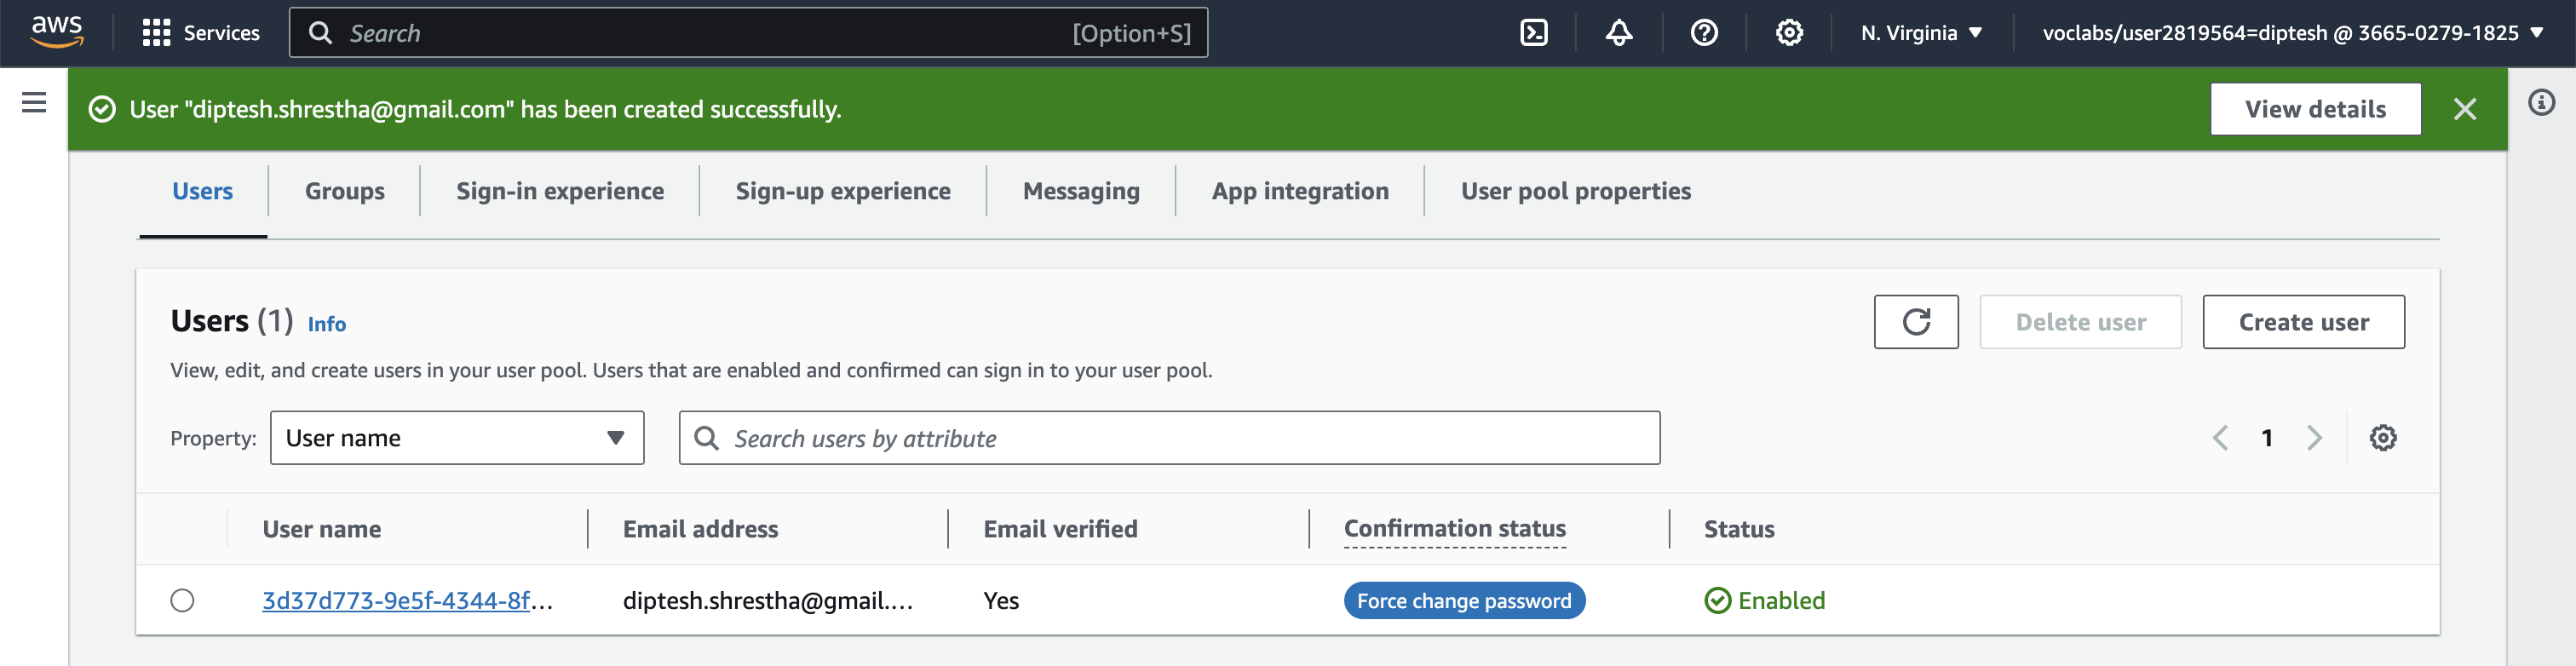 aws Services Search [Option+S] N. Virginia voclabs/user2819564=diptesh @ 3665-0279-1825
User "diptesh.shrestha@gmail.com" has been created successfully. View details
Users Groups Sign-in experience Sign-up experience Messaging App integration User pool properties
Users (1) Info Delete user Create user
View, edit, and create users in your user pool. Users that are enabled and confirmed can sign in to your user pool.
Property: User name Search users by attribute 1
User name Email address Email verified Confirmation status Status
3d37d773-9e5f-4344-8f... diptesh.shrestha@gmail.... Yes Force change password Enabled